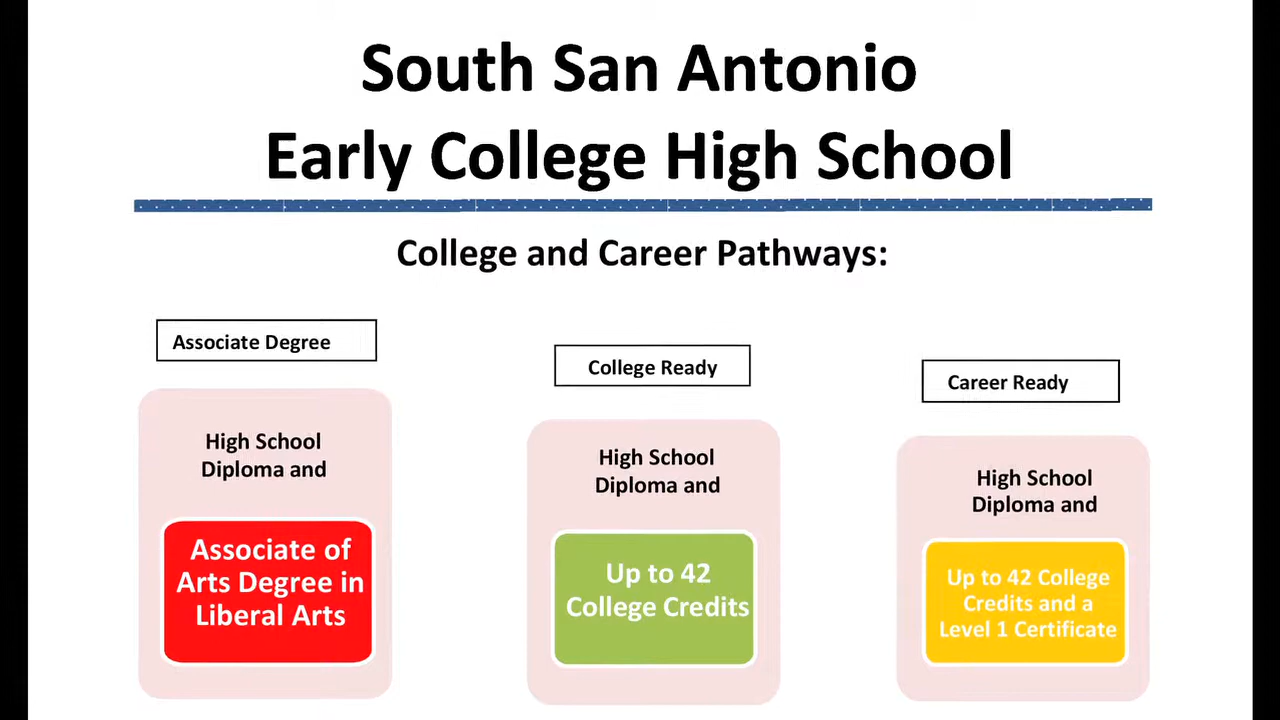 South San Antonio
Early College High School
College and Career Pathways:
Associate Degree
High School
Diploma and
Associate of
Arts Degree in
Liberal Arts
College Ready
High School
Diploma and
Up to 42
College Credits
Career Ready
High School
Diploma and
Up to 42 College
Credits and a
Level 1 Certificate